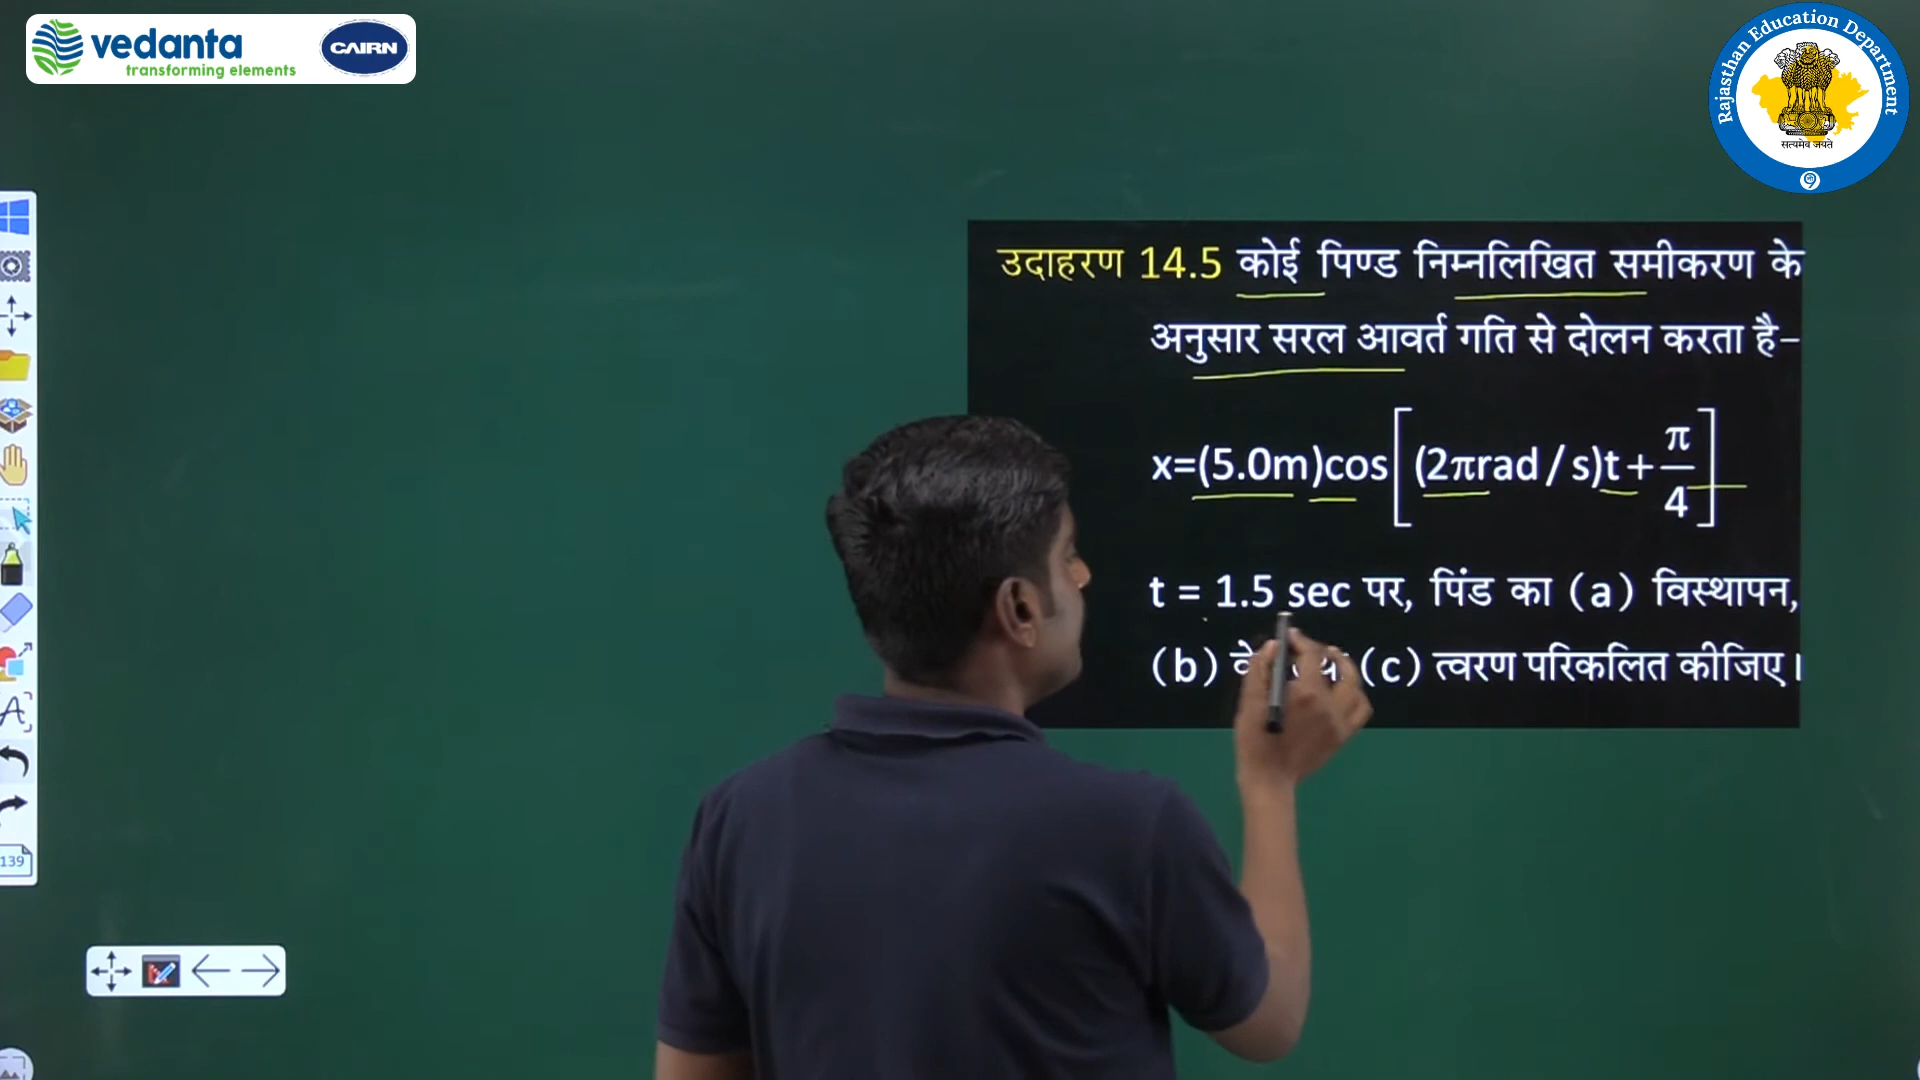 vedanta
transforming elements
CAIRN
Rajasthan Education Department
सत्यमेव जयते
उदाहरण 14.5 कोई पिण्ड निम्नलिखित समीकरण के
अनुसार सरल आवर्त गति से दोलन करता है–
x=(5.0m)cos[(2πrad/s)t+π/4]
t = 1.5 sec पर, पिंड का (a) विस्थापन,
(b) (c) त्वरण परिकलित कीजिए।
139